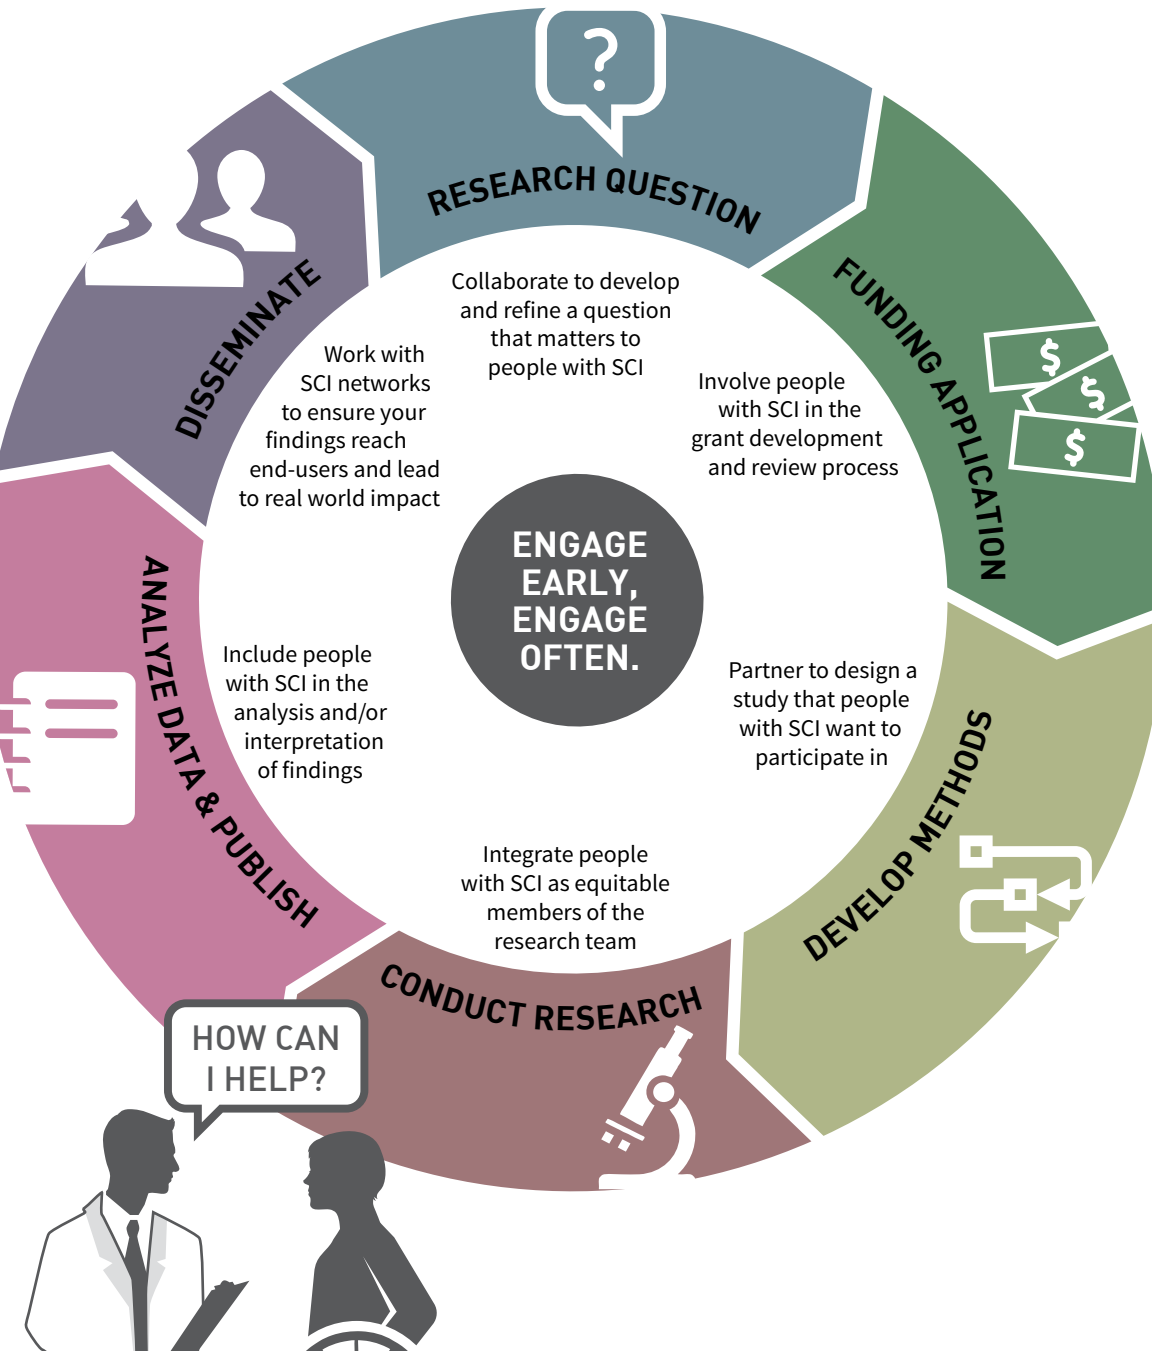 ?
RESEARCH QUESTION
Collaborate to develop
and refine a question
that matters to
people with SCI
FUNDING APPLICATION
$
$
$
Involve people
with SCI in the
grant development
and review process
DEVELOP METHODS
Partner to design a
study that people
with SCI want to
participate in
CONDUCT RESEARCH
Integrate people
with SCI as equitable
members of the
research team
ANALYZE DATA & PUBLISH
Include people
with SCI in the
analysis and/or
interpretation
of findings
DISSEMINATE
Work with
SCI networks
to ensure your
findings reach
end-users and lead
to real world impact
ENGAGE
EARLY,
ENGAGE
OFTEN.
HOW CAN
I HELP?